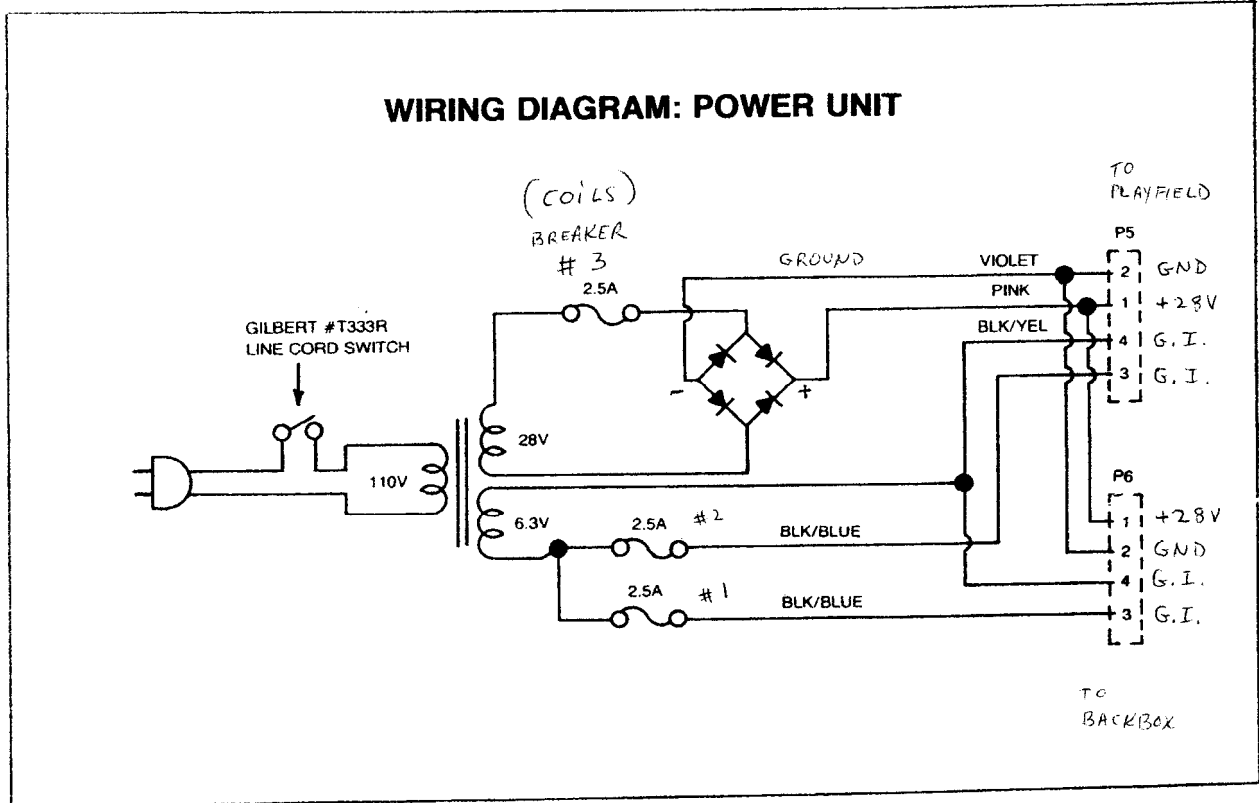 WIRING DIAGRAM: POWER UNIT
TO
PLAYFIELD
(COILS)
BREAKER
# 3
2.5A
GROUND
VIOLET
P5
2 GND
PINK
1 +28V
BLK/YEL
4 G.I.
3 G.I.
GILBERT #T333R
LINE CORD SWITCH
- +
28V
110V
6.3V
2.5A #2
BLK/BLUE
2.5A #1
BLK/BLUE
P6
1 +28V
2 GND
4 G.I.
3 G.I.
TO
BACKBOX